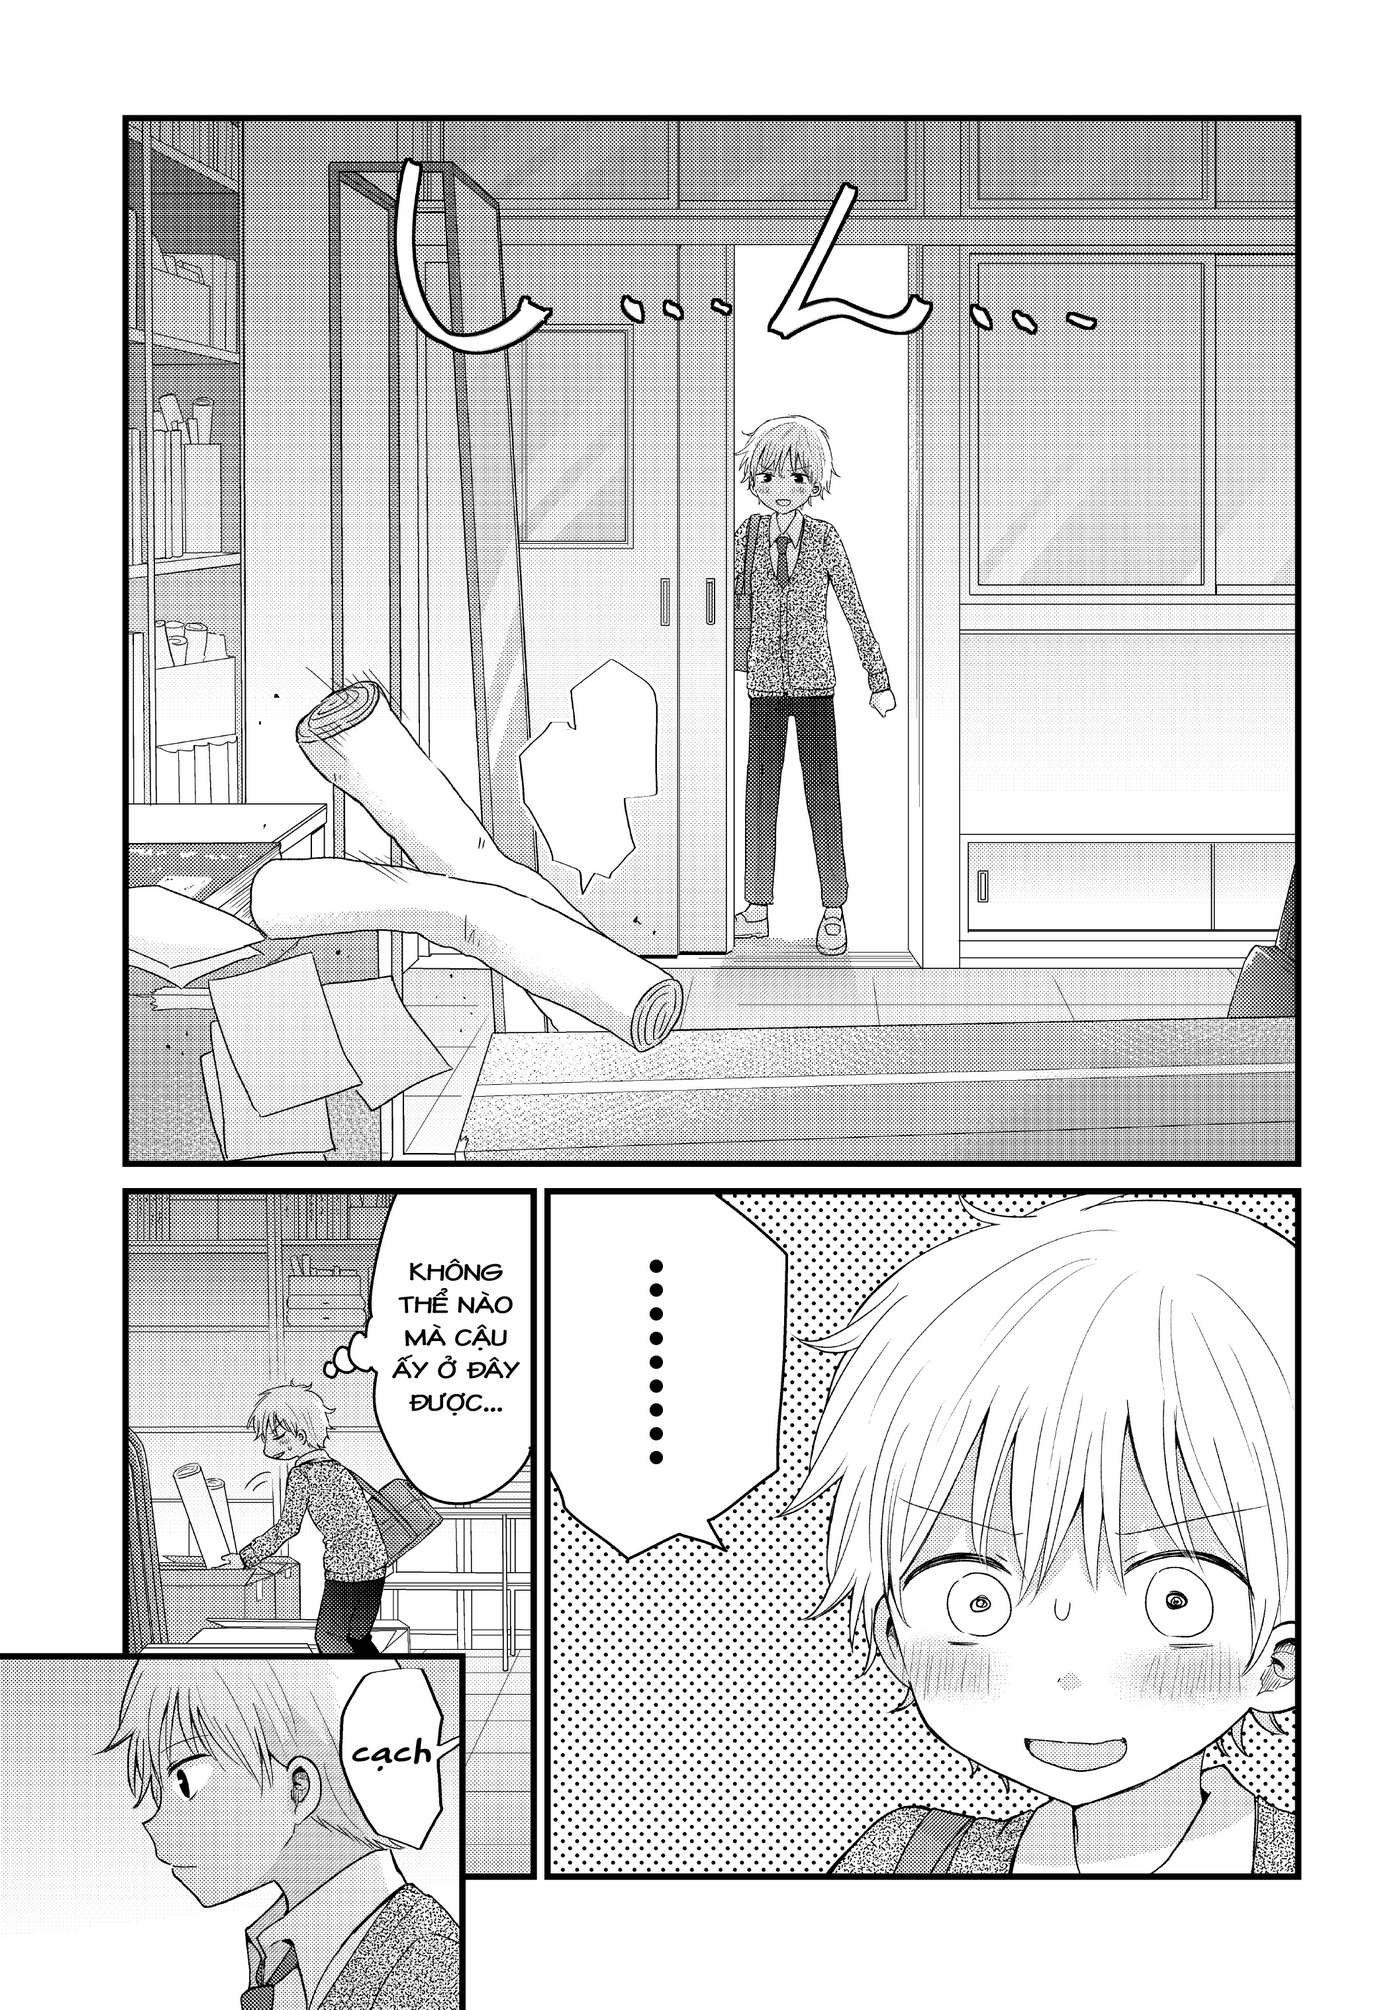 し…ん…
………
KHÔNG
THỂ NÀO
MÀ CẬU
ẤY Ở ĐÂY
ĐƯỢC...
CẠCH